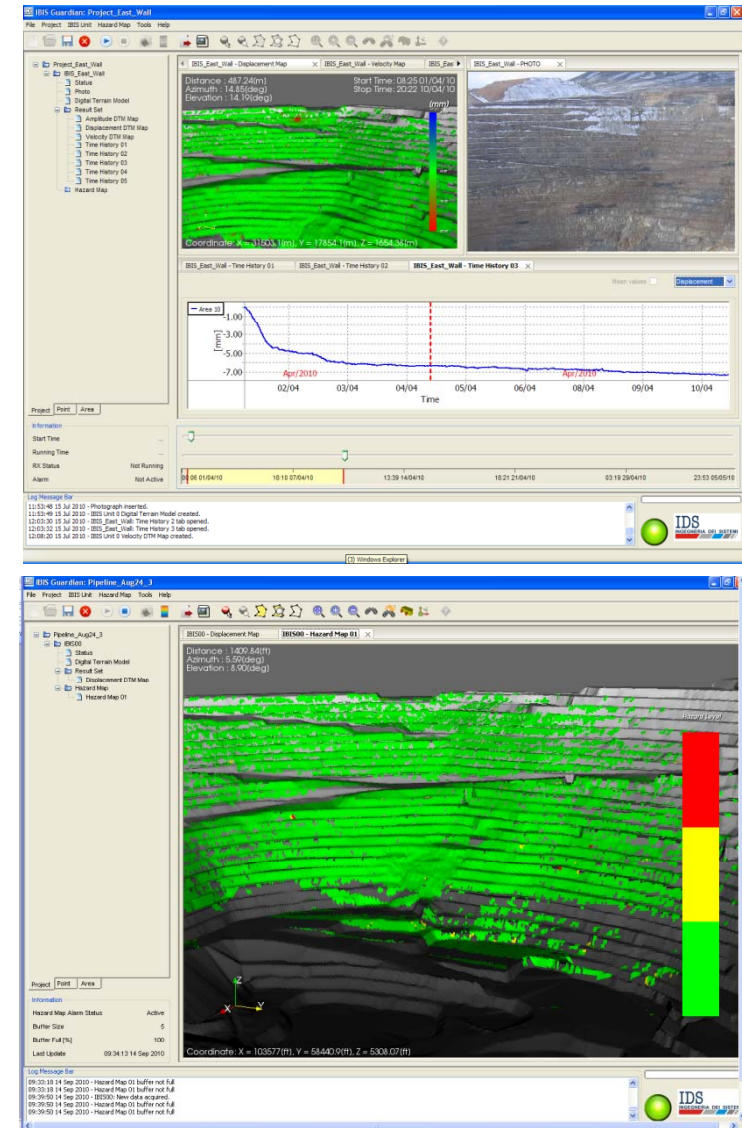 IBIS Guardian: Project_East_Wall
File Project IBIS Unit Hazard Map Tools Help
Project_East_Wall
IBIS_East_Wall
Status
Photo
Digital Terrain Model
Result Set
Amplitude DTM Map
Displacement DTM Map
Velocity DTM Map
Time History 01
Time History 02
Time History 03
Time History 04
Time History 05
Hazard Map
Project Point Area
IBIS_East_Wall - Displacement Map IBIS_East_Wall - Velocity Map IBIS_Eas
Distance : 487.24(m)
Azimuth : 14.85(deg)
Elevation : 14.19(deg)
Start Time: 08:25 01/04/10
Stop Time: 20:22 10/04/10
(mm)
Coordinate: X = 31503.1(m), Y = 17854.1(m), Z = 1654.38(m)
IBIS_East_Wall - PHOTO
IBIS_East_Wall - Time History 01 IBIS_East_Wall - Time History 02 IBIS_East_Wall - Time History 03
Mean values Displacement
Area 10
[mm]
-1.00
-3.00
-5.00
-7.00
Apr/2010 Apr/2010
02/04 03/04 04/04 05/04 06/04 08/04 09/04 10/04
Time
Information
Start Time ...
Running Time ...
RX Status Not Running
Alarm Not Active
06 01/04/10 10:10 07/04/10 13:39 14/04/10 18:21 21/04/10 03:19 29/04/10 23:53 05/05/10
Log Message Bar
11:53:48 15 Jul 2010 - Photograph inserted.
11:53:49 15 Jul 2010 - IBIS Unit 0 Digital Terrain Model created.
12:03:30 15 Jul 2010 - IBIS_East_Wall: Time History 2 tab opened.
12:03:32 15 Jul 2010 - IBIS_East_Wall: Time History 3 tab opened.
12:08:20 15 Jul 2010 - IBIS Unit 0 Velocity DTM Map created.
IDS
INGEGNERIA DEI SISTEMI
(3) Windows Explorer
IBIS Guardian: Pipeline_Aug24_3
File Project IBIS Unit Hazard Map Tools Help
Pipeline_Aug24_3
IBIS00
Status
Digital Terrain Model
Result Set
Displacement DTM Map
Hazard Map
Hazard Map 01
Project Point Area
IBIS00 - Displacement Map IBIS00 - Hazard Map 01
Distance : 1409.84(ft)
Azimuth : 5.59(deg)
Elevation : 8.90(deg)
Hazard Level
Z
X Y
Coordinate: X = 103577(ft), Y = 58440.9(ft), Z = 5308.07(ft)
Information
Hazard Map Alarm Status Active
Buffer Size 5
Buffer Full [%] 100
Last Update 09:34:13 14 Sep 2010
Log Message Bar
09:33:18 14 Sep 2010 - Hazard Map 01 buffer not full
09:33:18 14 Sep 2010 - Hazard Map 01 buffer not full
09:39:50 14 Sep 2010 - IBIS00: New data acquired.
09:39:50 14 Sep 2010 - Hazard Map 01 buffer not full
09:39:50 14 Sep 2010 - Hazard Map 01 buffer not full
IDS
INGEGNERIA DEI SISTEMI